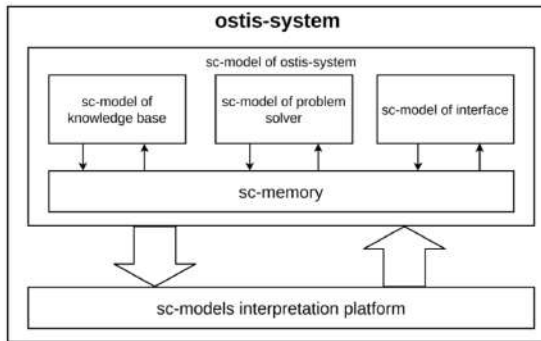 ostis-system
sc-model of ostis-system
sc-model of
knowledge base
sc-model of problem
solver
sc-model of interface
sc-memory
sc-models interpretation platform